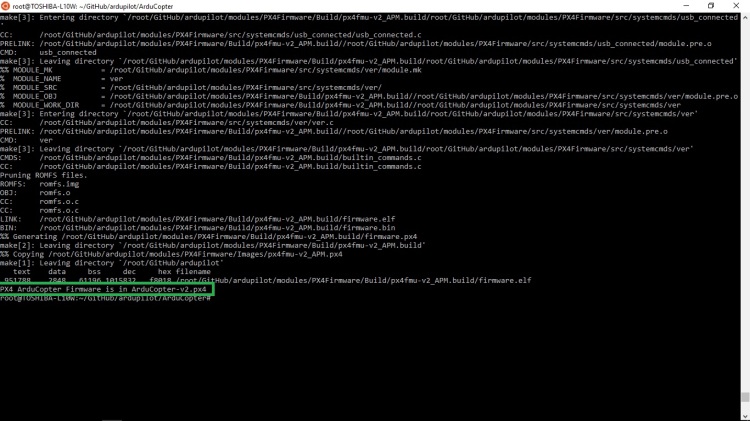 root@TOSHIBA-L10W: ~/GitHub/ardupilot/ArduCopter
make[3]: Entering directory `/root/GitHub/ardupilot/modules/PX4Firmware/Build/px4fmu-v2_APM.build/root/GitHub/ardupilot/modules/PX4Firmware/src/systemcmds/usb_connected
'
CC:      /root/GitHub/ardupilot/modules/PX4Firmware/src/systemcmds/usb_connected/usb_connected.c
PRELINK: /root/GitHub/ardupilot/modules/PX4Firmware/Build/px4fmu-v2_APM.build//root/GitHub/ardupilot/modules/PX4Firmware/src/systemcmds/usb_connected/module.pre.o
CMD:     usb_connected
make[3]: Leaving directory `/root/GitHub/ardupilot/modules/PX4Firmware/Build/px4fmu-v2_APM.build/root/GitHub/ardupilot/modules/PX4Firmware/src/systemcmds/usb_connected'
%% MODULE_MK           = /root/GitHub/ardupilot/modules/PX4Firmware/src/systemcmds/ver/module.mk
%  MODULE_NAME         = ver
%  MODULE_SRC          = /root/GitHub/ardupilot/modules/PX4Firmware/src/systemcmds/ver/
%  MODULE_OBJ          = /root/GitHub/ardupilot/modules/PX4Firmware/Build/px4fmu-v2_APM.build//root/GitHub/ardupilot/modules/PX4Firmware/src/systemcmds/ver/module.pre.o
%  MODULE_WORK_DIR     = /root/GitHub/ardupilot/modules/PX4Firmware/Build/px4fmu-v2_APM.build//root/GitHub/ardupilot/modules/PX4Firmware/src/systemcmds/ver
make[3]: Entering directory `/root/GitHub/ardupilot/modules/PX4Firmware/Build/px4fmu-v2_APM.build/root/GitHub/ardupilot/modules/PX4Firmware/src/systemcmds/ver'
CC:      /root/GitHub/ardupilot/modules/PX4Firmware/src/systemcmds/ver/ver.c
PRELINK: /root/GitHub/ardupilot/modules/PX4Firmware/Build/px4fmu-v2_APM.build//root/GitHub/ardupilot/modules/PX4Firmware/src/systemcmds/ver/module.pre.o
CMD:     ver
make[3]: Leaving directory `/root/GitHub/ardupilot/modules/PX4Firmware/Build/px4fmu-v2_APM.build/root/GitHub/ardupilot/modules/PX4Firmware/src/systemcmds/ver'
CMDS:    /root/GitHub/ardupilot/modules/PX4Firmware/Build/px4fmu-v2_APM.build/builtin_commands.c
CC:      /root/GitHub/ardupilot/modules/PX4Firmware/Build/px4fmu-v2_APM.build/builtin_commands.c
Pruning ROMFS files.
ROMFS:   romfs.img
OBJ:     romfs.o
CC:      romfs.o.c
CC:      romfs.o.c
LINK:    /root/GitHub/ardupilot/modules/PX4Firmware/Build/px4fmu-v2_APM.build/firmware.elf
BIN:     /root/GitHub/ardupilot/modules/PX4Firmware/Build/px4fmu-v2_APM.build/firmware.bin
%% Generating /root/GitHub/ardupilot/modules/PX4Firmware/Build/px4fmu-v2_APM.build/firmware.px4
make[2]: Leaving directory `/root/GitHub/ardupilot/modules/PX4Firmware/Build/px4fmu-v2_APM.build'
%% Copying /root/GitHub/ardupilot/modules/PX4Firmware/Images/px4fmu-v2_APM.px4
make[1]: Leaving directory `/root/GitHub/ardupilot'
   text    data     bss     dec     hex filename
 951788    2848   61196 1015832   f8018 /root/GitHub/ardupilot/modules/PX4Firmware/Build/px4fmu-v2_APM.build/firmware.elf
PX4 ArduCopter Firmware is in ArduCopter-v2.px4
root@TOSHIBA-L10W:~/GitHub/ardupilot/ArduCopter#